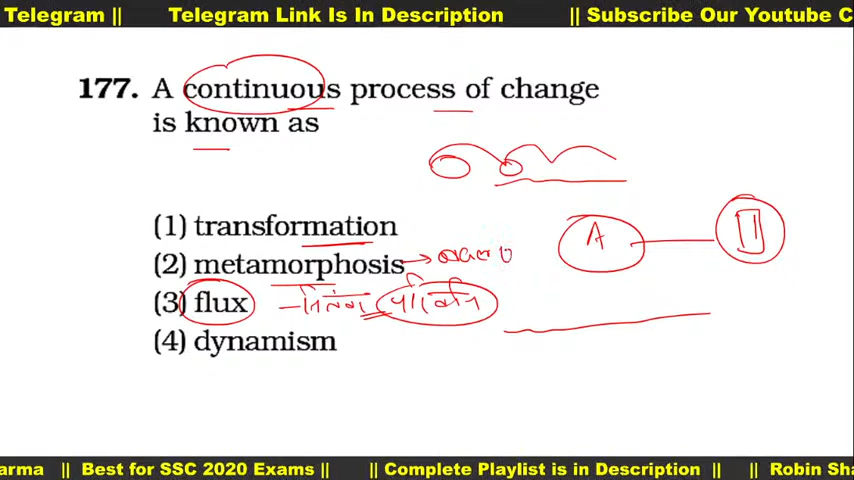 Telegram || Telegram Link Is In Description || Subscribe Our Youtube C
177. A continuous process of change
is known as
(1) transformation
A
(2) metamorphosis
(3) flux
(4) dynamism
arma || Best for SSC 2020 Exams || || Complete Playlist is in Description || || Robin Sha